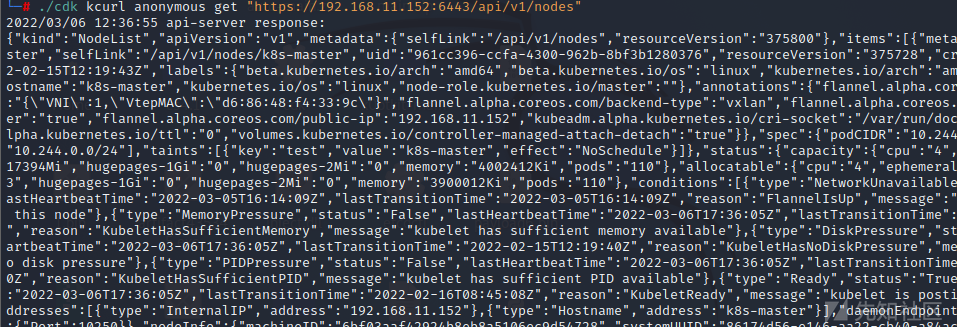 └─# ./cdk kcurl anonymous get "https://192.168.11.152:6443/api/v1/nodes"
2022/03/06 12:36:55 api-server response:
{"kind":"NodeList","apiVersion":"v1","metadata":{"selfLink":"/api/v1/nodes","resourceVersion":"375800"},"items":[{"meta
ster","selfLink":"/api/v1/nodes/k8s-master","uid":"961cc396-ccfa-4300-962b-8bf3b1280376","resourceVersion":"375728","cr
2-02-15T12:19:43Z","labels":{"beta.kubernetes.io/arch":"amd64","beta.kubernetes.io/os":"linux","kubernetes.io/arch":"am
ostname":"k8s-master","kubernetes.io/os":"linux","node-role.kubernetes.io/master":""},"annotations":{"flannel.alpha.cor
:"{\"VNI\":1,\"VtepMAC\":\"d6:86:48:f4:33:9c\"}","flannel.alpha.coreos.com/backend-type":"vxlan","flannel.alpha.coreos.
er":"true","flannel.alpha.coreos.com/public-ip":"192.168.11.152","kubeadm.alpha.kubernetes.io/cri-socket":"/var/run/doc
alpha.kubernetes.io/ttl":"0","volumes.kubernetes.io/controller-managed-attach-detach":"true"}},"spec":{"podCIDR":"10.244
"10.244.0.0/24"],"taints":[{"key":"test","value":"k8s-master","effect":"NoSchedule"}]},"status":{"capacity":{"cpu":"4",
17394Mi","hugepages-1Gi":"0","hugepages-2Mi":"0","memory":"4002412Ki","pods":"110"},"allocatable":{"cpu":"4","ephemeral
3","hugepages-1Gi":"0","hugepages-2Mi":"0","memory":"3900012Ki","pods":"110"},"conditions":[{"type":"NetworkUnavailable
astHeartbeatTime":"2022-03-05T16:14:09Z","lastTransitionTime":"2022-03-05T16:14:09Z","reason":"FlannelIsUp","message":"
 this node"},{"type":"MemoryPressure","status":"False","lastHeartbeatTime":"2022-03-06T17:36:05Z","lastTransitionTime":
","reason":"KubeletHasSufficientMemory","message":"kubelet has sufficient memory available"},{"type":"DiskPressure","st
artbeatTime":"2022-03-06T17:36:05Z","lastTransitionTime":"2022-02-15T12:19:40Z","reason":"KubeletHasNoDiskPressure","me
o disk pressure"},{"type":"PIDPressure","status":"False","lastHeartbeatTime":"2022-03-06T17:36:05Z","lastTransitionTime
0Z","reason":"KubeletHasSufficientPID","message":"kubelet has sufficient PID available"},{"type":"Ready","status":"True
:"2022-03-06T17:36:05Z","lastTransitionTime":"2022-02-16T08:45:08Z","reason":"KubeletReady","message":"kubelet is posti
ddresses":[{"type":"InternalIP","address":"192.168.11.152"},{"type":"Hostname","address":"k8s-master"}],"daemonEndpoint
先知社区